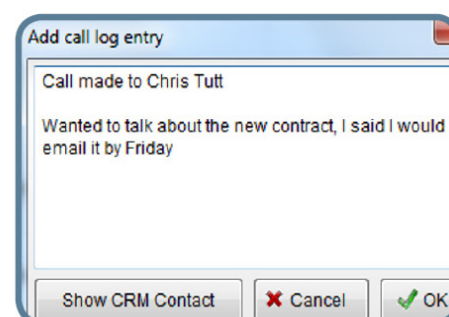 Add call log entry
Call made to Chris Tutt
Wanted to talk about the new contract, I said I would
email it by Friday
Show CRM Contact
Cancel
OK